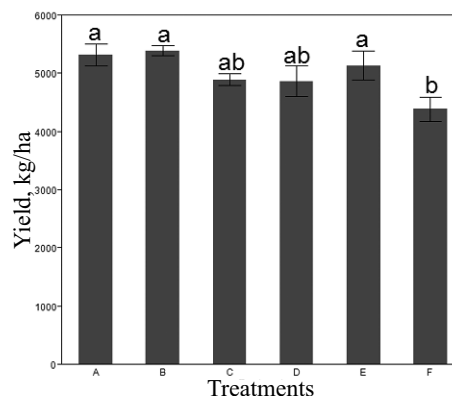 Yield, kg/ha
6000
5000
4000
3000
2000
1000
0
a
a
ab
ab
a
b
A
B
C
D
E
F
Treatments